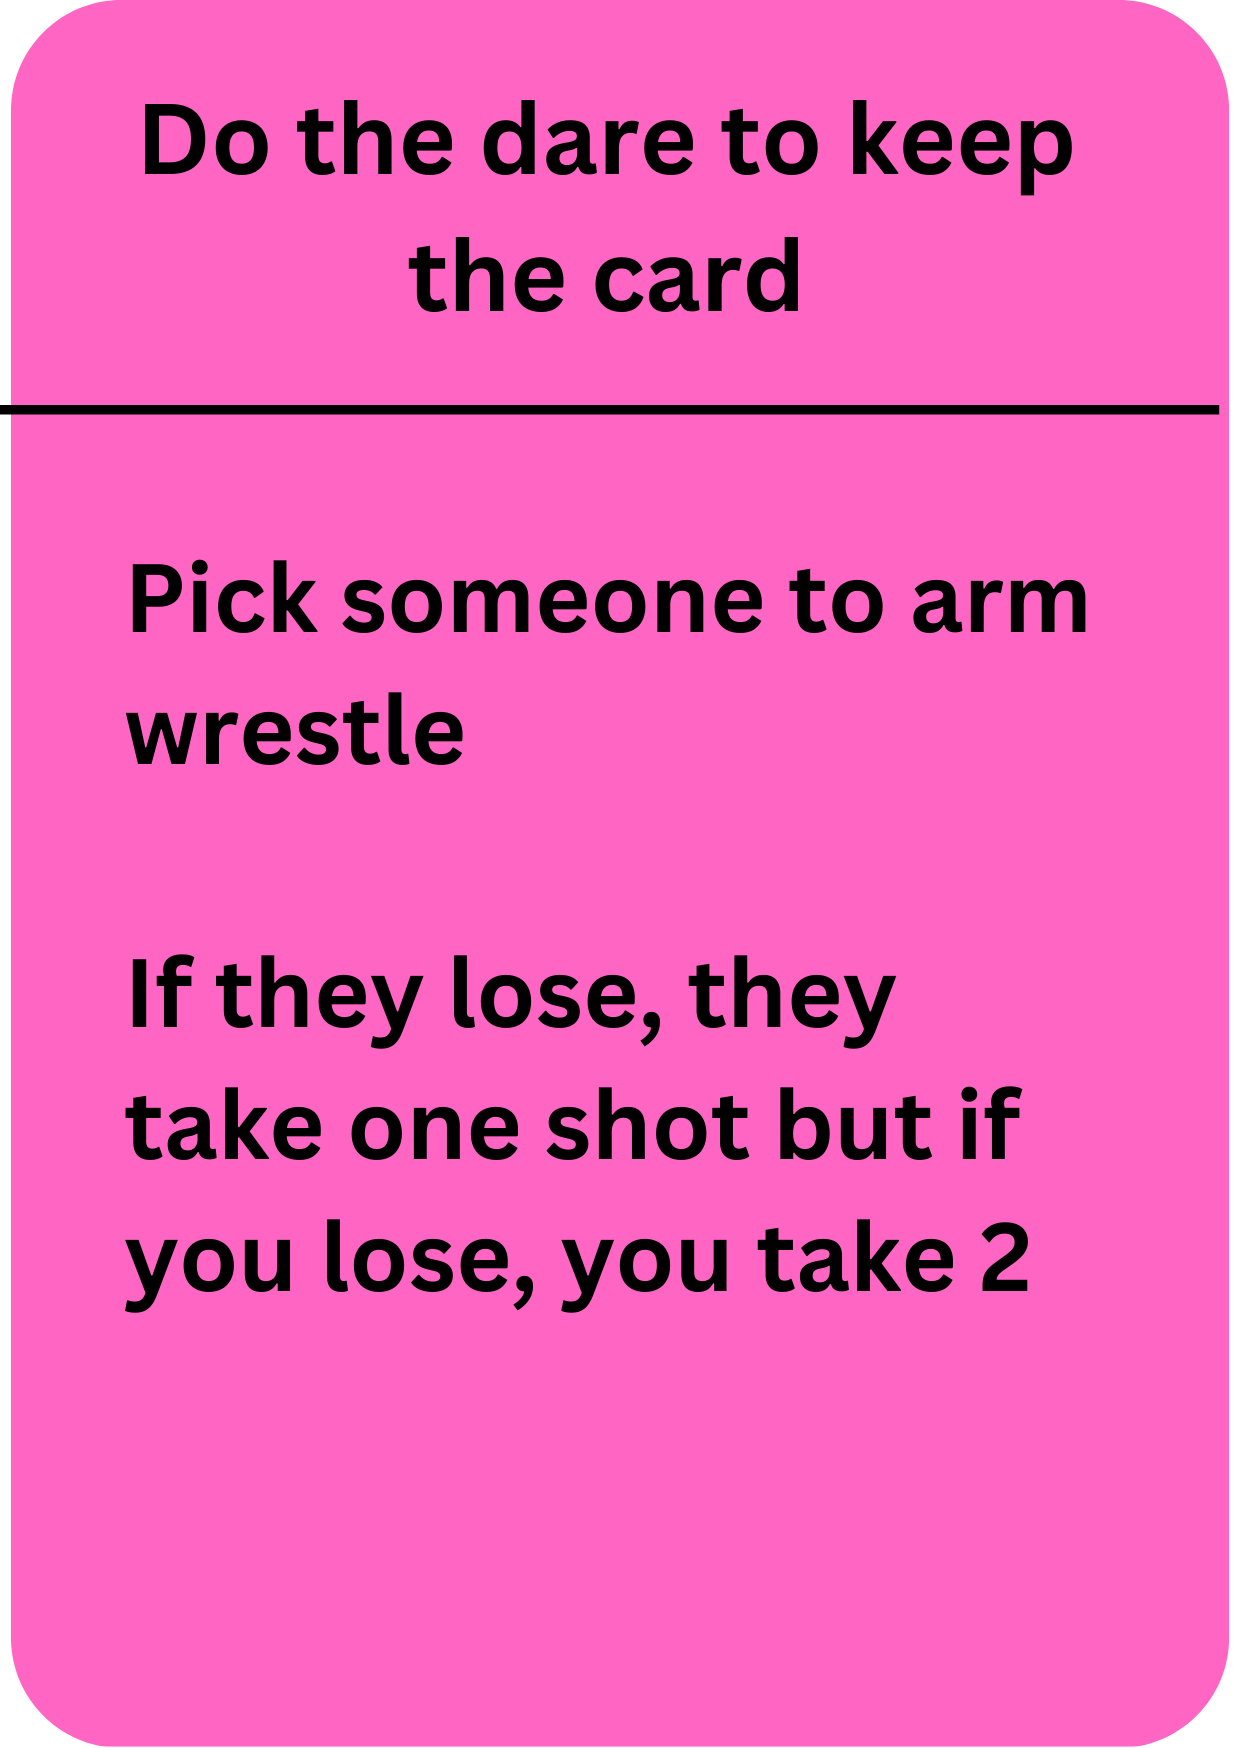 Do the dare to keep
the card
Pick someone to arm
wrestle
If they lose, they
take one shot but if
you lose, you take 2